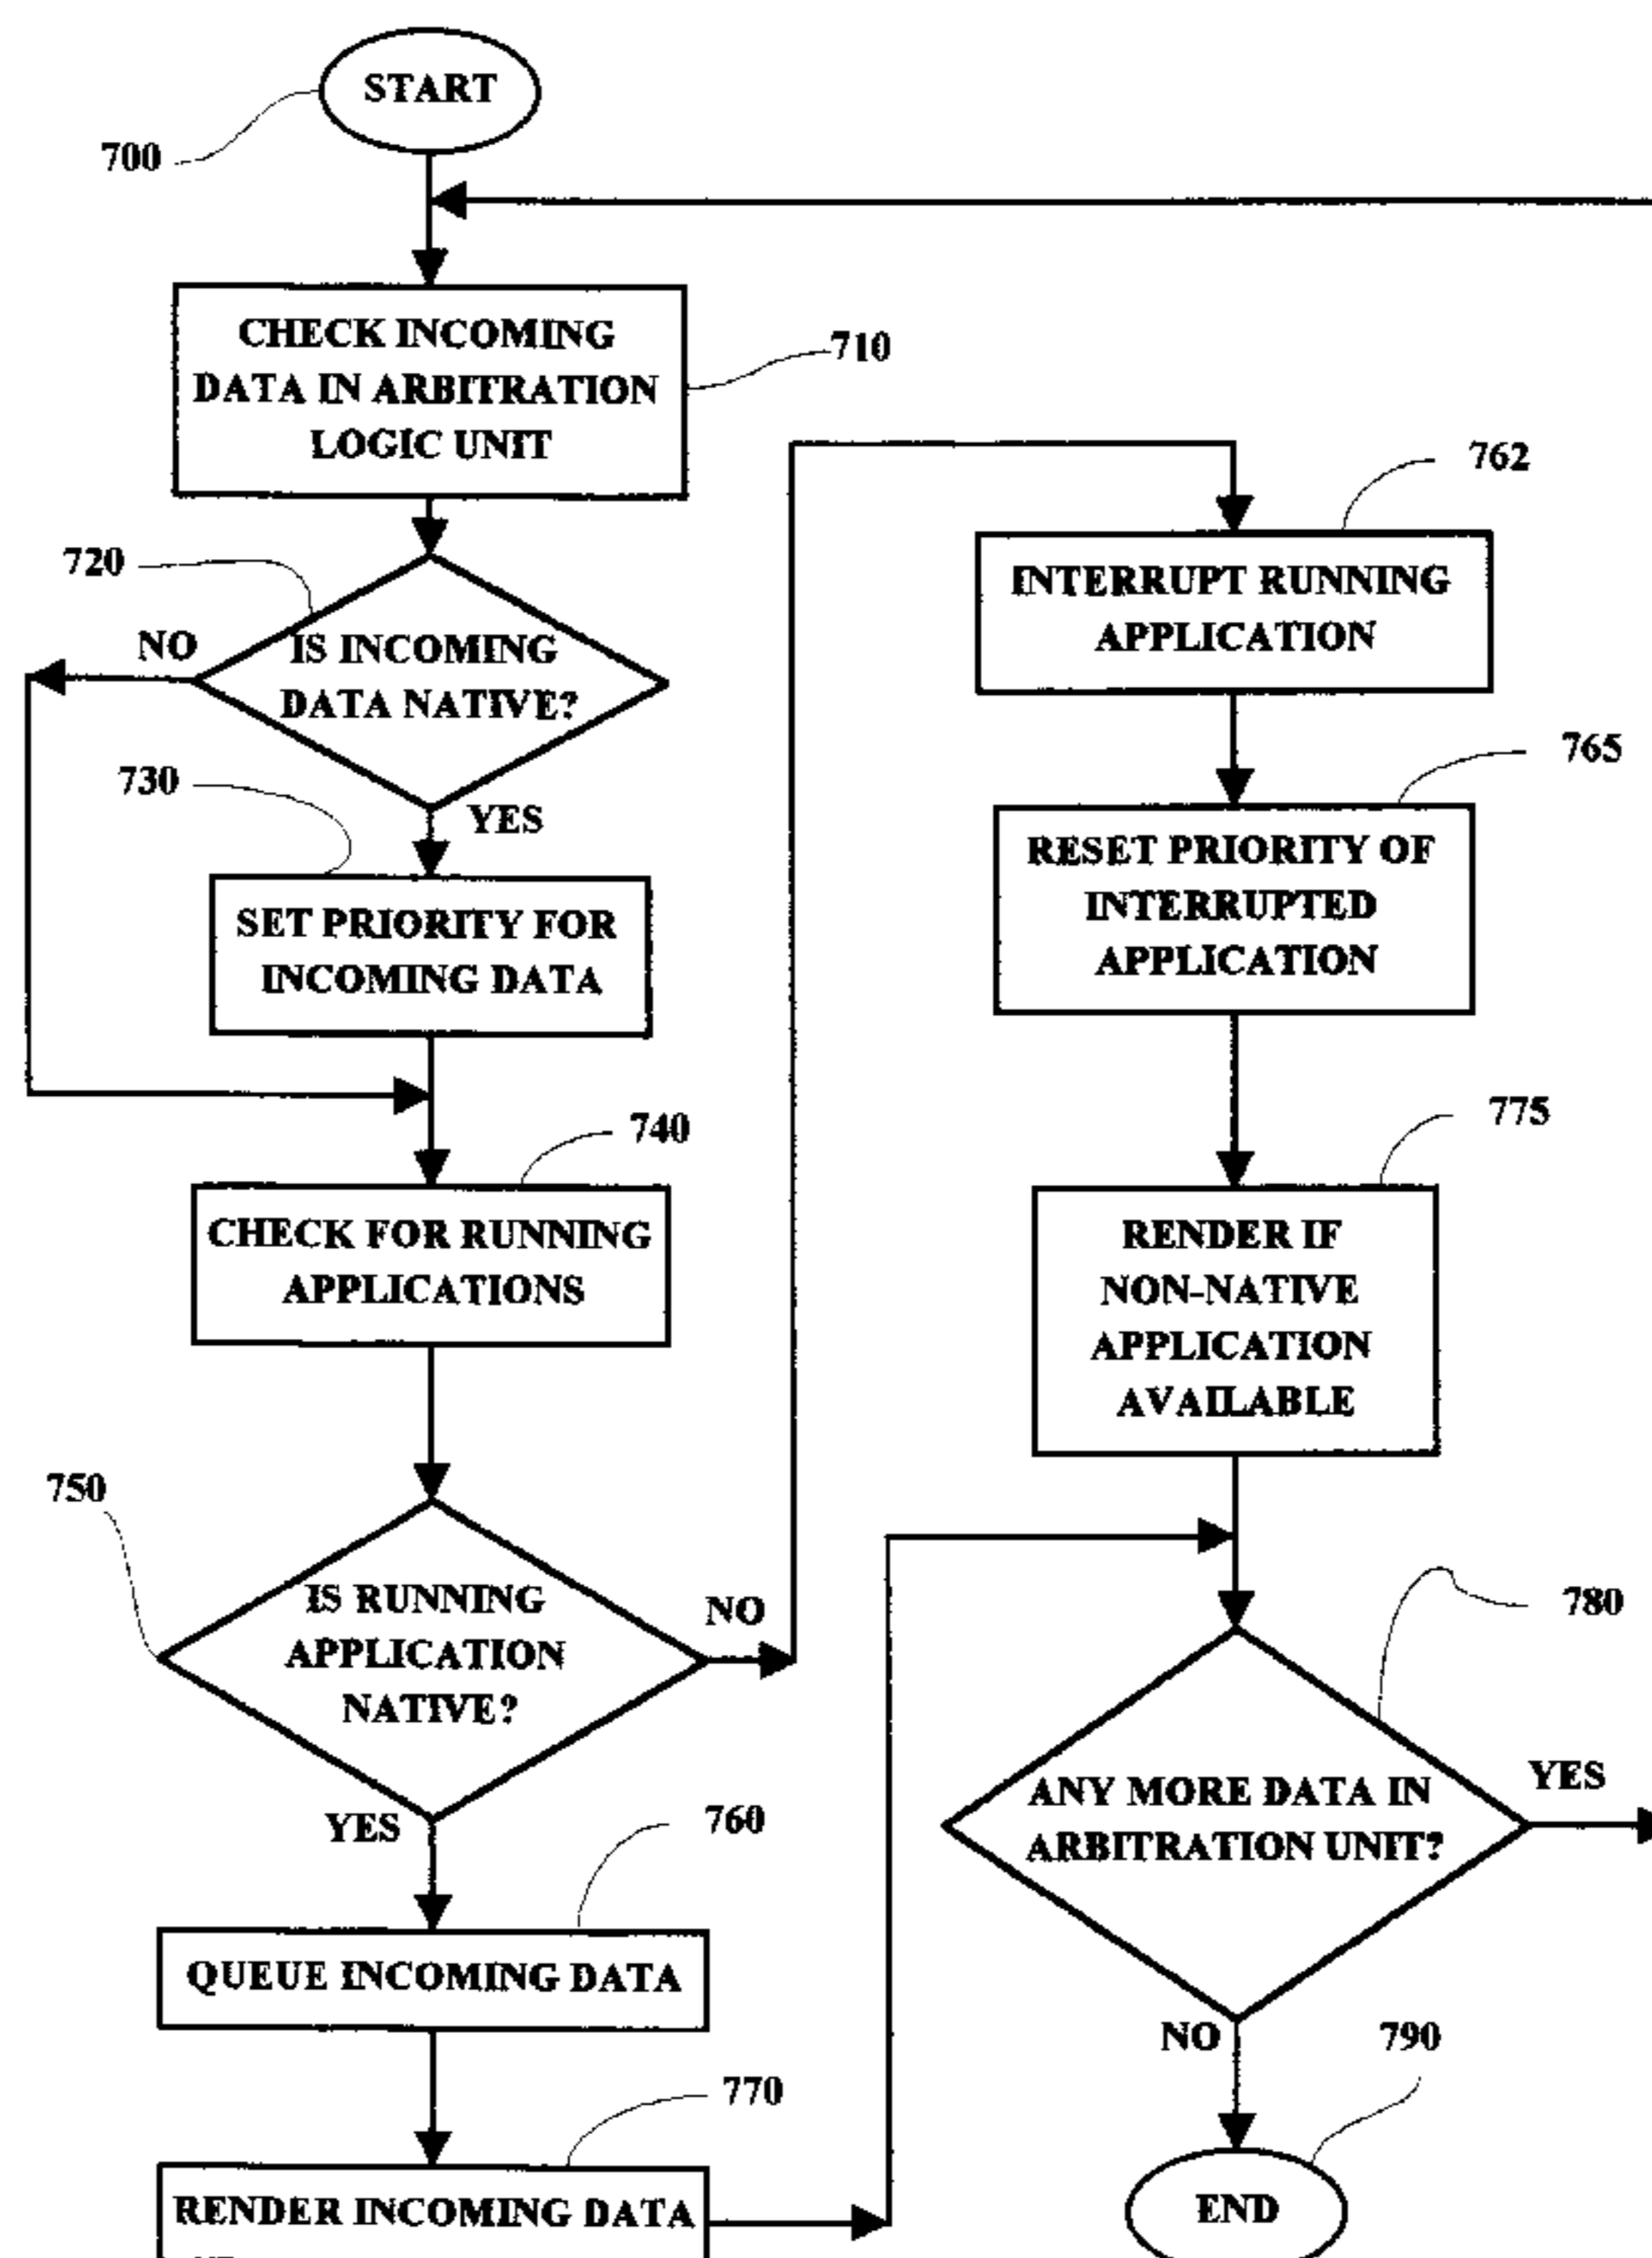 START
700
CHECK INCOMING
DATA IN ARBITRATION
LOGIC UNIT
710
720
NO
IS INCOMING
DATA NATIVE?
YES
730
SET PRIORITY FOR
INCOMING DATA
740
CHECK FOR RUNNING
APPLICATIONS
750
IS RUNNING
APPLICATION
NATIVE?
NO
YES
760
QUEUE INCOMING DATA
770
RENDER INCOMING DATA
762
INTERRUPT RUNNING
APPLICATION
765
RESET PRIORITY OF
INTERRUPTED
APPLICATION
775
RENDER IF
NON-NATIVE
APPLICATION
AVAILABLE
780
ANY MORE DATA IN
ARBITRATION UNIT?
YES
NO
790
END